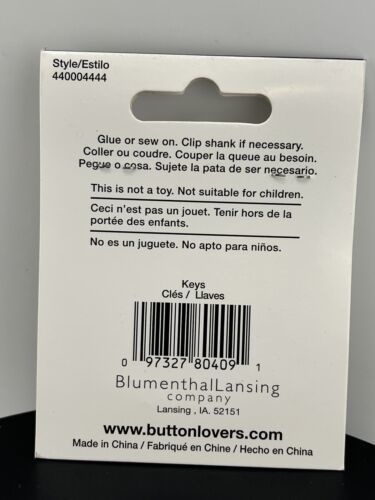 Style/Estilo
440004444
Glue or sew on. Clip shank if necessary.
Coller ou coudre. Couper la queue au besoin.
Pegue o cosa. Sujete la pata de ser necesario.
This is not a toy. Not suitable for children.
Ceci n'est pas un jouet. Tenir hors de la
portée des enfants.
No es un juguete. No apto para niños.
Keys
Clés / Llaves
0 97327 80409 1
BlumenthalLansing
company
Lansing , IA. 52151
www.buttonlovers.com
Made in China / Fabriqué en Chine / Hecho en China